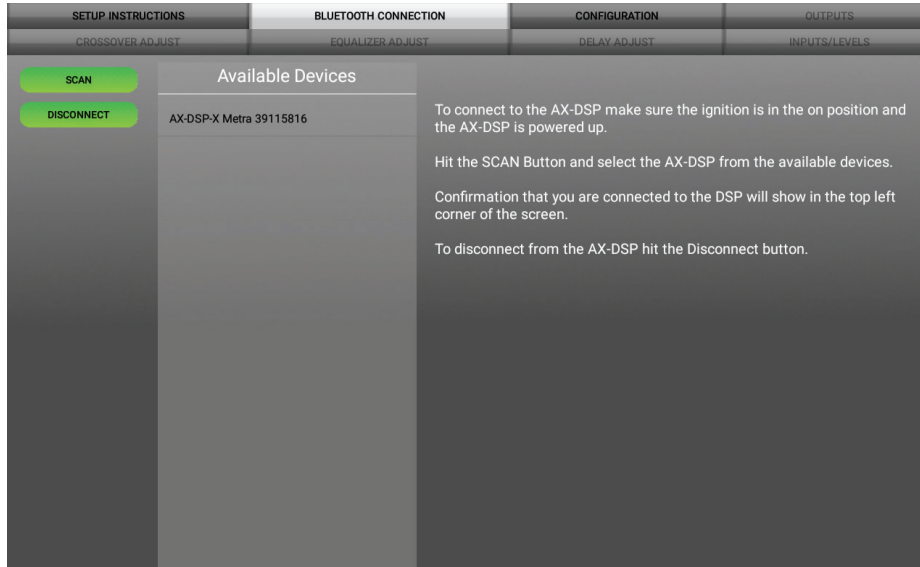 SETUP INSTRUCTIONS BLUETOOTH CONNECTION CONFIGURATION OUTPUTS
CROSSOVER ADJUST EQUALIZER ADJUST DELAY ADJUST INPUTS/LEVELS
SCAN
DISCONNECT
Available Devices
AX-DSP-X Metra 39115816
To connect to the AX-DSP make sure the ignition is in the on position and
the AX-DSP is powered up.
Hit the SCAN Button and select the AX-DSP from the available devices.
Confirmation that you are connected to the DSP will show in the top left
corner of the screen.
To disconnect from the AX-DSP hit the Disconnect button.